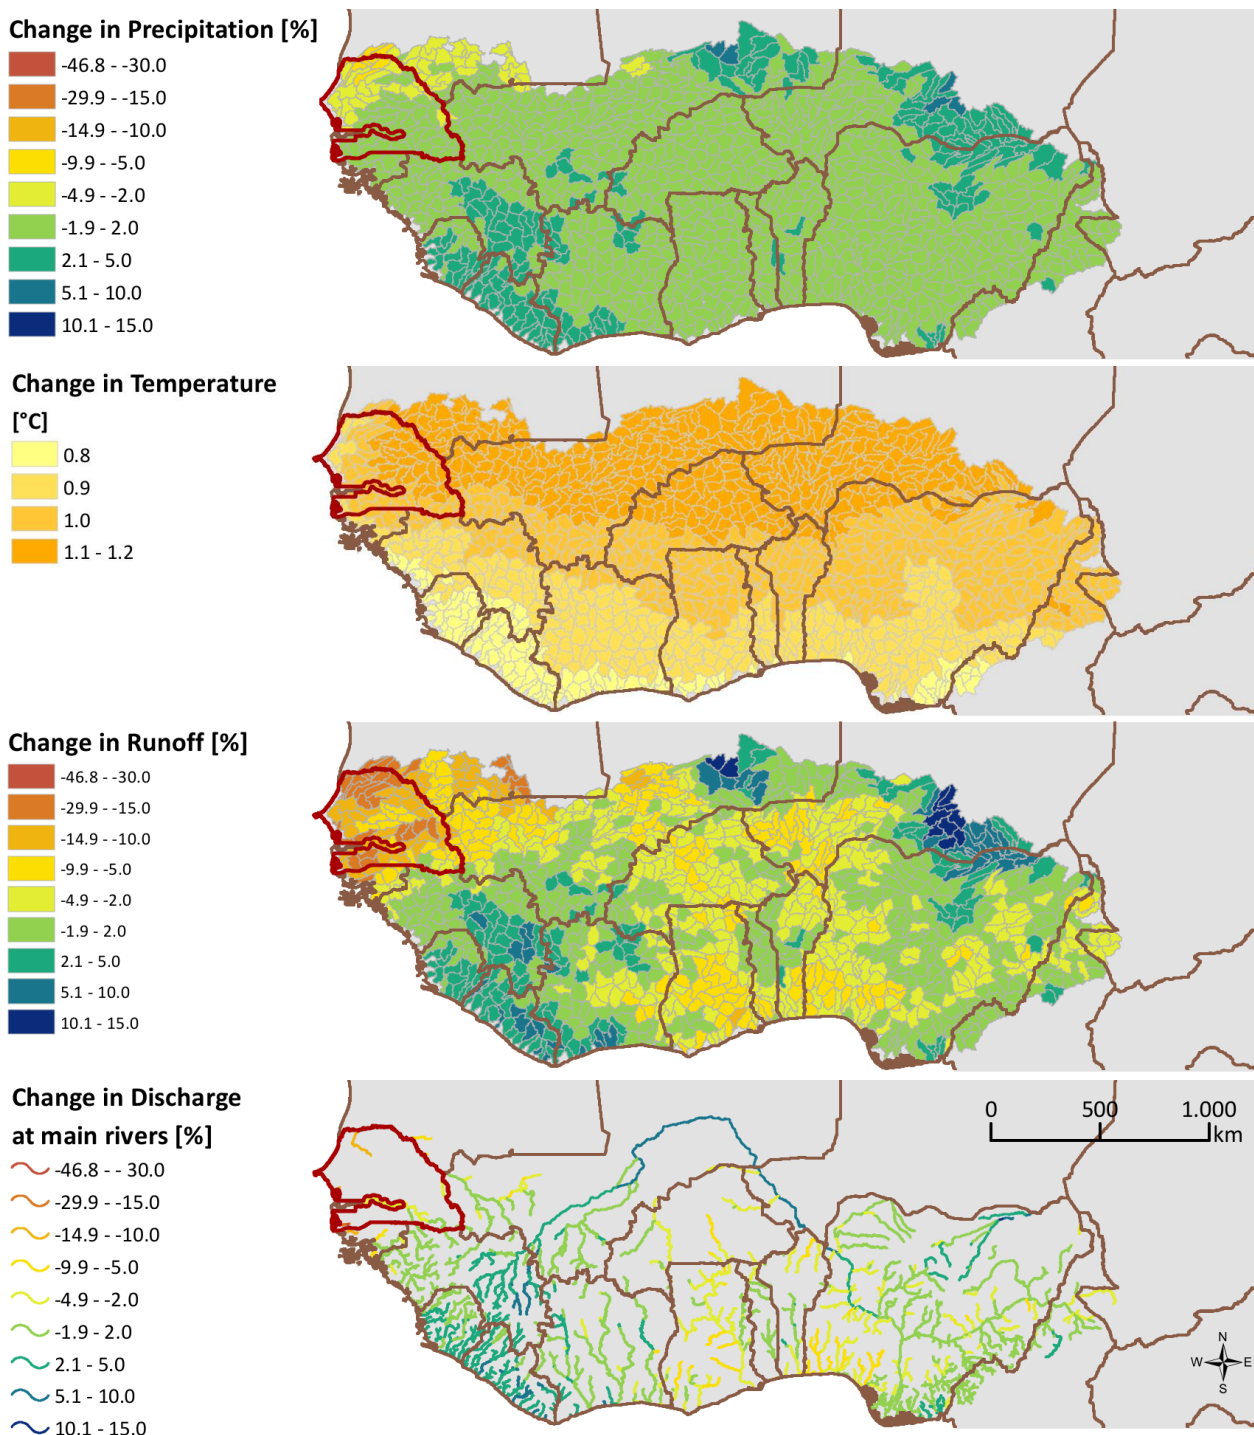 Change in Precipitation [%]
-46.8 - -30.0
-29.9 - -15.0
-14.9 - -10.0
-9.9 - -5.0
-4.9 - -2.0
-1.9 - 2.0
2.1 - 5.0
5.1 - 10.0
10.1 - 15.0
Change in Temperature
[°C]
0.8
0.9
1.0
1.1 - 1.2
Change in Runoff [%]
-46.8 - -30.0
-29.9 - -15.0
-14.9 - -10.0
-9.9 - -5.0
-4.9 - -2.0
-1.9 - 2.0
2.1 - 5.0
5.1 - 10.0
10.1 - 15.0
Change in Discharge
at main rivers [%]
-46.8 - - 30.0
-29.9 - -15.0
-14.9 - -10.0
-9.9 - -5.0
-4.9 - -2.0
-1.9 - 2.0
2.1 - 5.0
5.1 - 10.0
10.1 - 15.0
0 500 1.000
km
N
W E
S